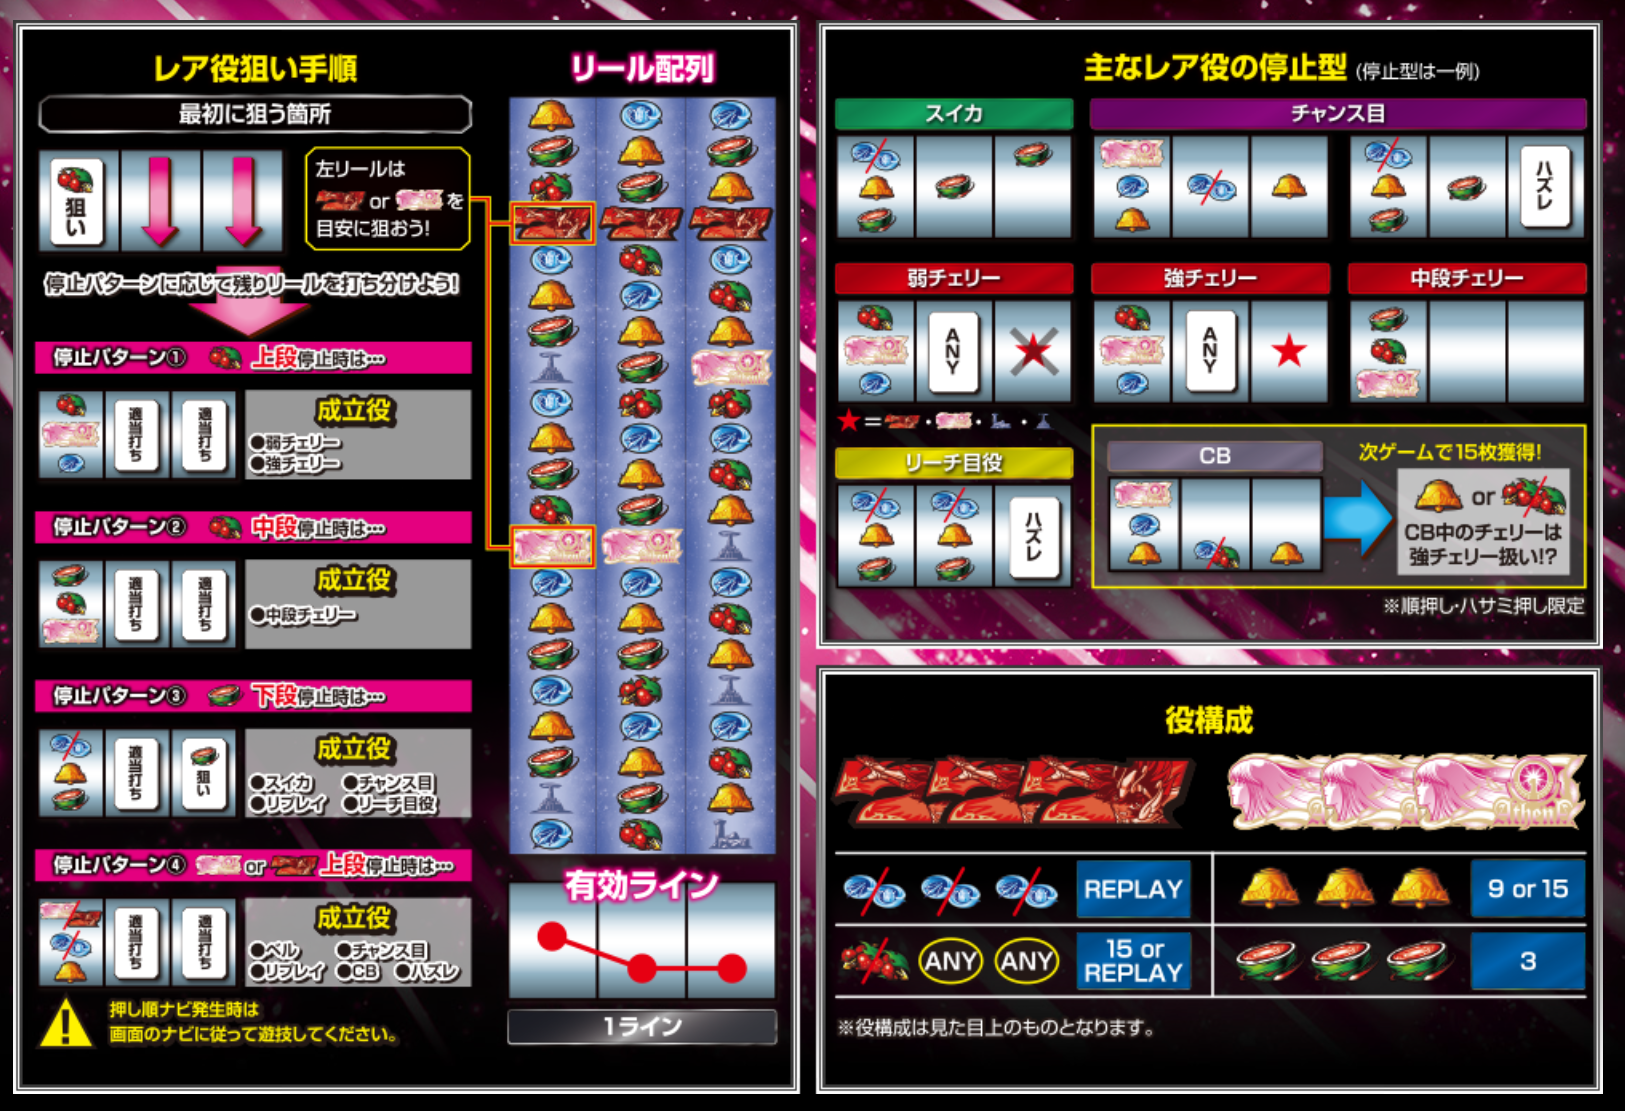 レア役狙い手順
最初に狙う箇所
狙い
左リールは
or を
目安に狙おう!
停止パターンに応じて残りリールを打ち分けよう!
停止パターン① 上段停止時は…
適当打ち 適当打ち
成立役
●弱チェリー
●強チェリー
停止パターン② 中段停止時は…
適当打ち 適当打ち
成立役
●中段チェリー
停止パターン③ 下段停止時は…
適当打ち 狙い
成立役
●スイカ ●チャンス目
●リプレイ ●リーチ目役
停止パターン④ or 上段停止時は…
適当打ち 適当打ち
成立役
●ベル ●チャンス目
●リプレイ ●CB ●ハズレ
押し順ナビ発生時は
画面のナビに従って遊技してください。
リール配列
有効ライン
1ライン
主なレア役の停止型 (停止型は一例)
スイカ
チャンス目
ハズレ
弱チェリー
ANY
強チェリー
ANY
中段チェリー
★= ・ ・ ・
リーチ目役
ハズレ
CB
次ゲームで15枚獲得!
or
CB中のチェリーは
強チェリー扱い!?
※順押し・ハサミ押し限定
役構成
Athena
REPLAY
9 or 15
ANY ANY
15 or
REPLAY
3
※役構成は見た目上のものとなります。